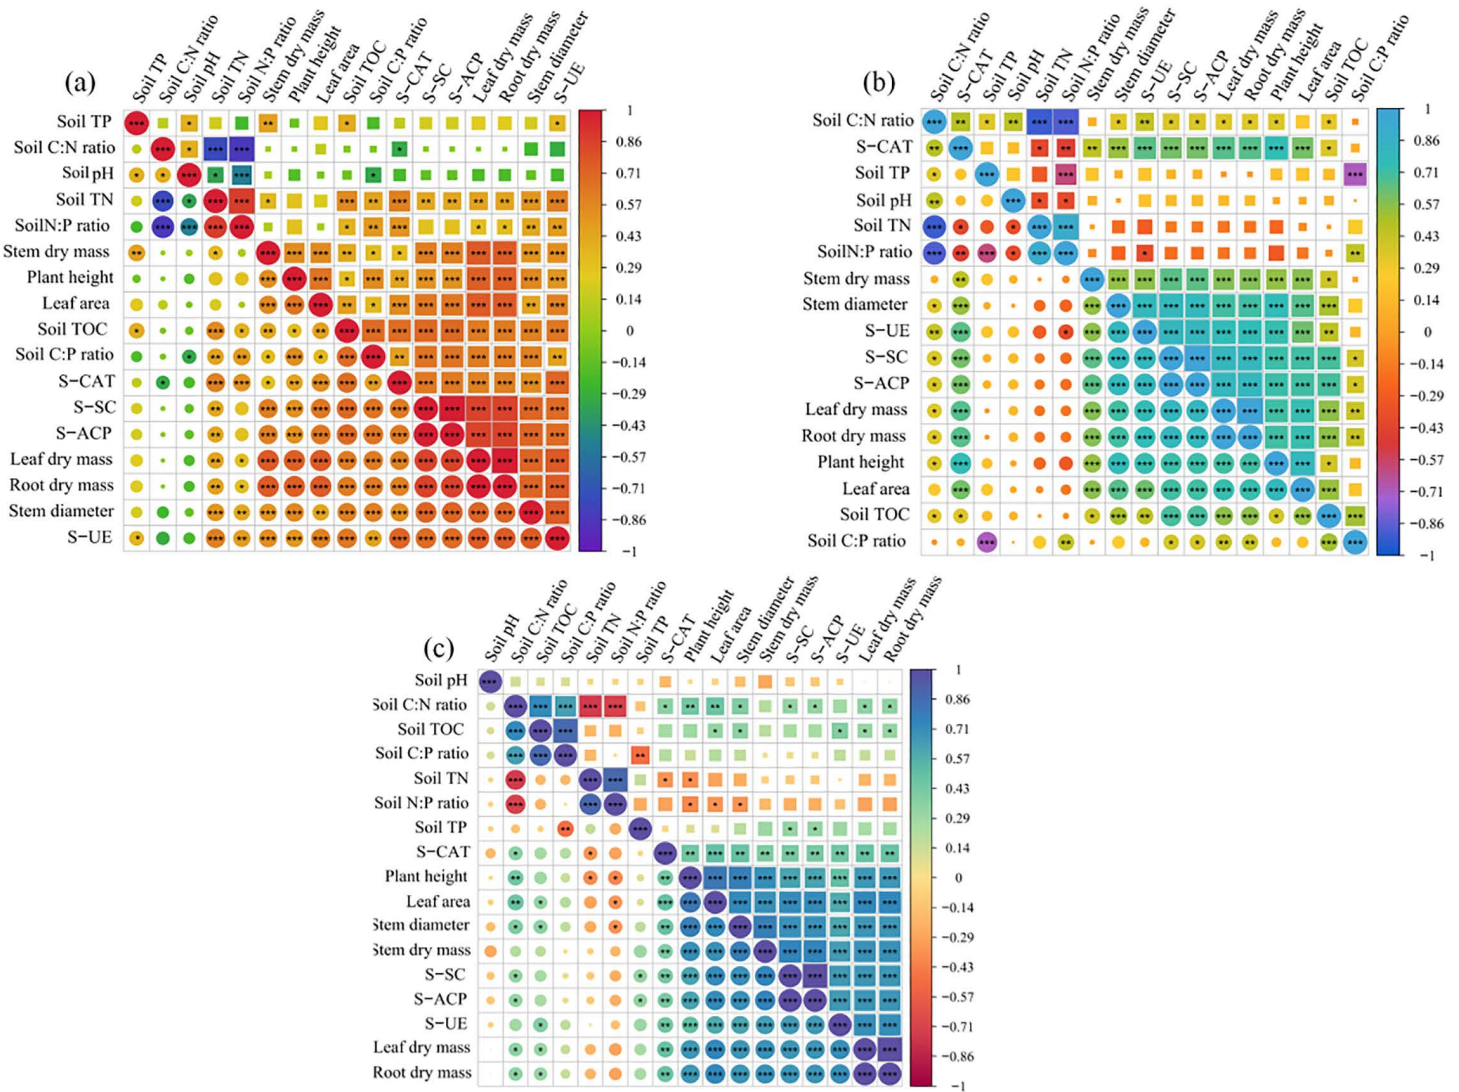 (a)
Soil TP
Soil C:N ratio
Soil pH
Soil TN
Soil N:P ratio
Stem dry mass
Plant height
Leaf area
Soil TOC
Soil C:P ratio
S−CAT
S−SC
S−ACP
Leaf dry mass
Root dry mass
Stem diameter
S−UE
Soil TP
Soil C:N ratio
Soil pH
Soil TN
SoilN:P ratio
Stem dry mass
Plant height
Leaf area
Soil TOC
Soil C:P ratio
S−CAT
S−SC
S−ACP
Leaf dry mass
Root dry mass
Stem diameter
S−UE
1
0.86
0.71
0.57
0.43
0.29
0.14
0
−0.14
−0.29
−0.43
−0.57
−0.71
−0.86
−1
(b)
Soil C:N ratio
S−CAT
Soil TP
Soil pH
Soil TN
Soil N:P ratio
Stem dry mass
Stem diameter
S−UE
S−SC
S−ACP
Leaf dry mass
Root dry mass
Plant height
Leaf area
Soil TOC
Soil C:P ratio
Soil C:N ratio
S−CAT
Soil TP
Soil pH
Soil TN
SoilN:P ratio
Stem dry mass
Stem diameter
S−UE
S−SC
S−ACP
Leaf dry mass
Root dry mass
Plant height
Leaf area
Soil TOC
Soil C:P ratio
1
0.86
0.71
0.57
0.43
0.29
0.14
0
−0.14
−0.29
−0.43
−0.57
−0.71
−0.86
−1
(c)
Soil pH
Soil C:N ratio
Soil TOC
Soil C:P ratio
Soil TN
Soil N:P ratio
Soil TP
S−CAT
Plant height
Leaf area
Stem diameter
Stem dry mass
S−SC
S−ACP
S−UE
Leaf dry mass
Root dry mass
Soil pH
Soil C:N ratio
Soil TOC
Soil C:P ratio
Soil TN
Soil N:P ratio
Soil TP
S−CAT
Plant height
Leaf area
Stem diameter
Stem dry mass
S−SC
S−ACP
S−UE
Leaf dry mass
Root dry mass
1
0.86
0.71
0.57
0.43
0.29
0.14
0
−0.14
−0.29
−0.43
−0.57
−0.71
−0.86
−1